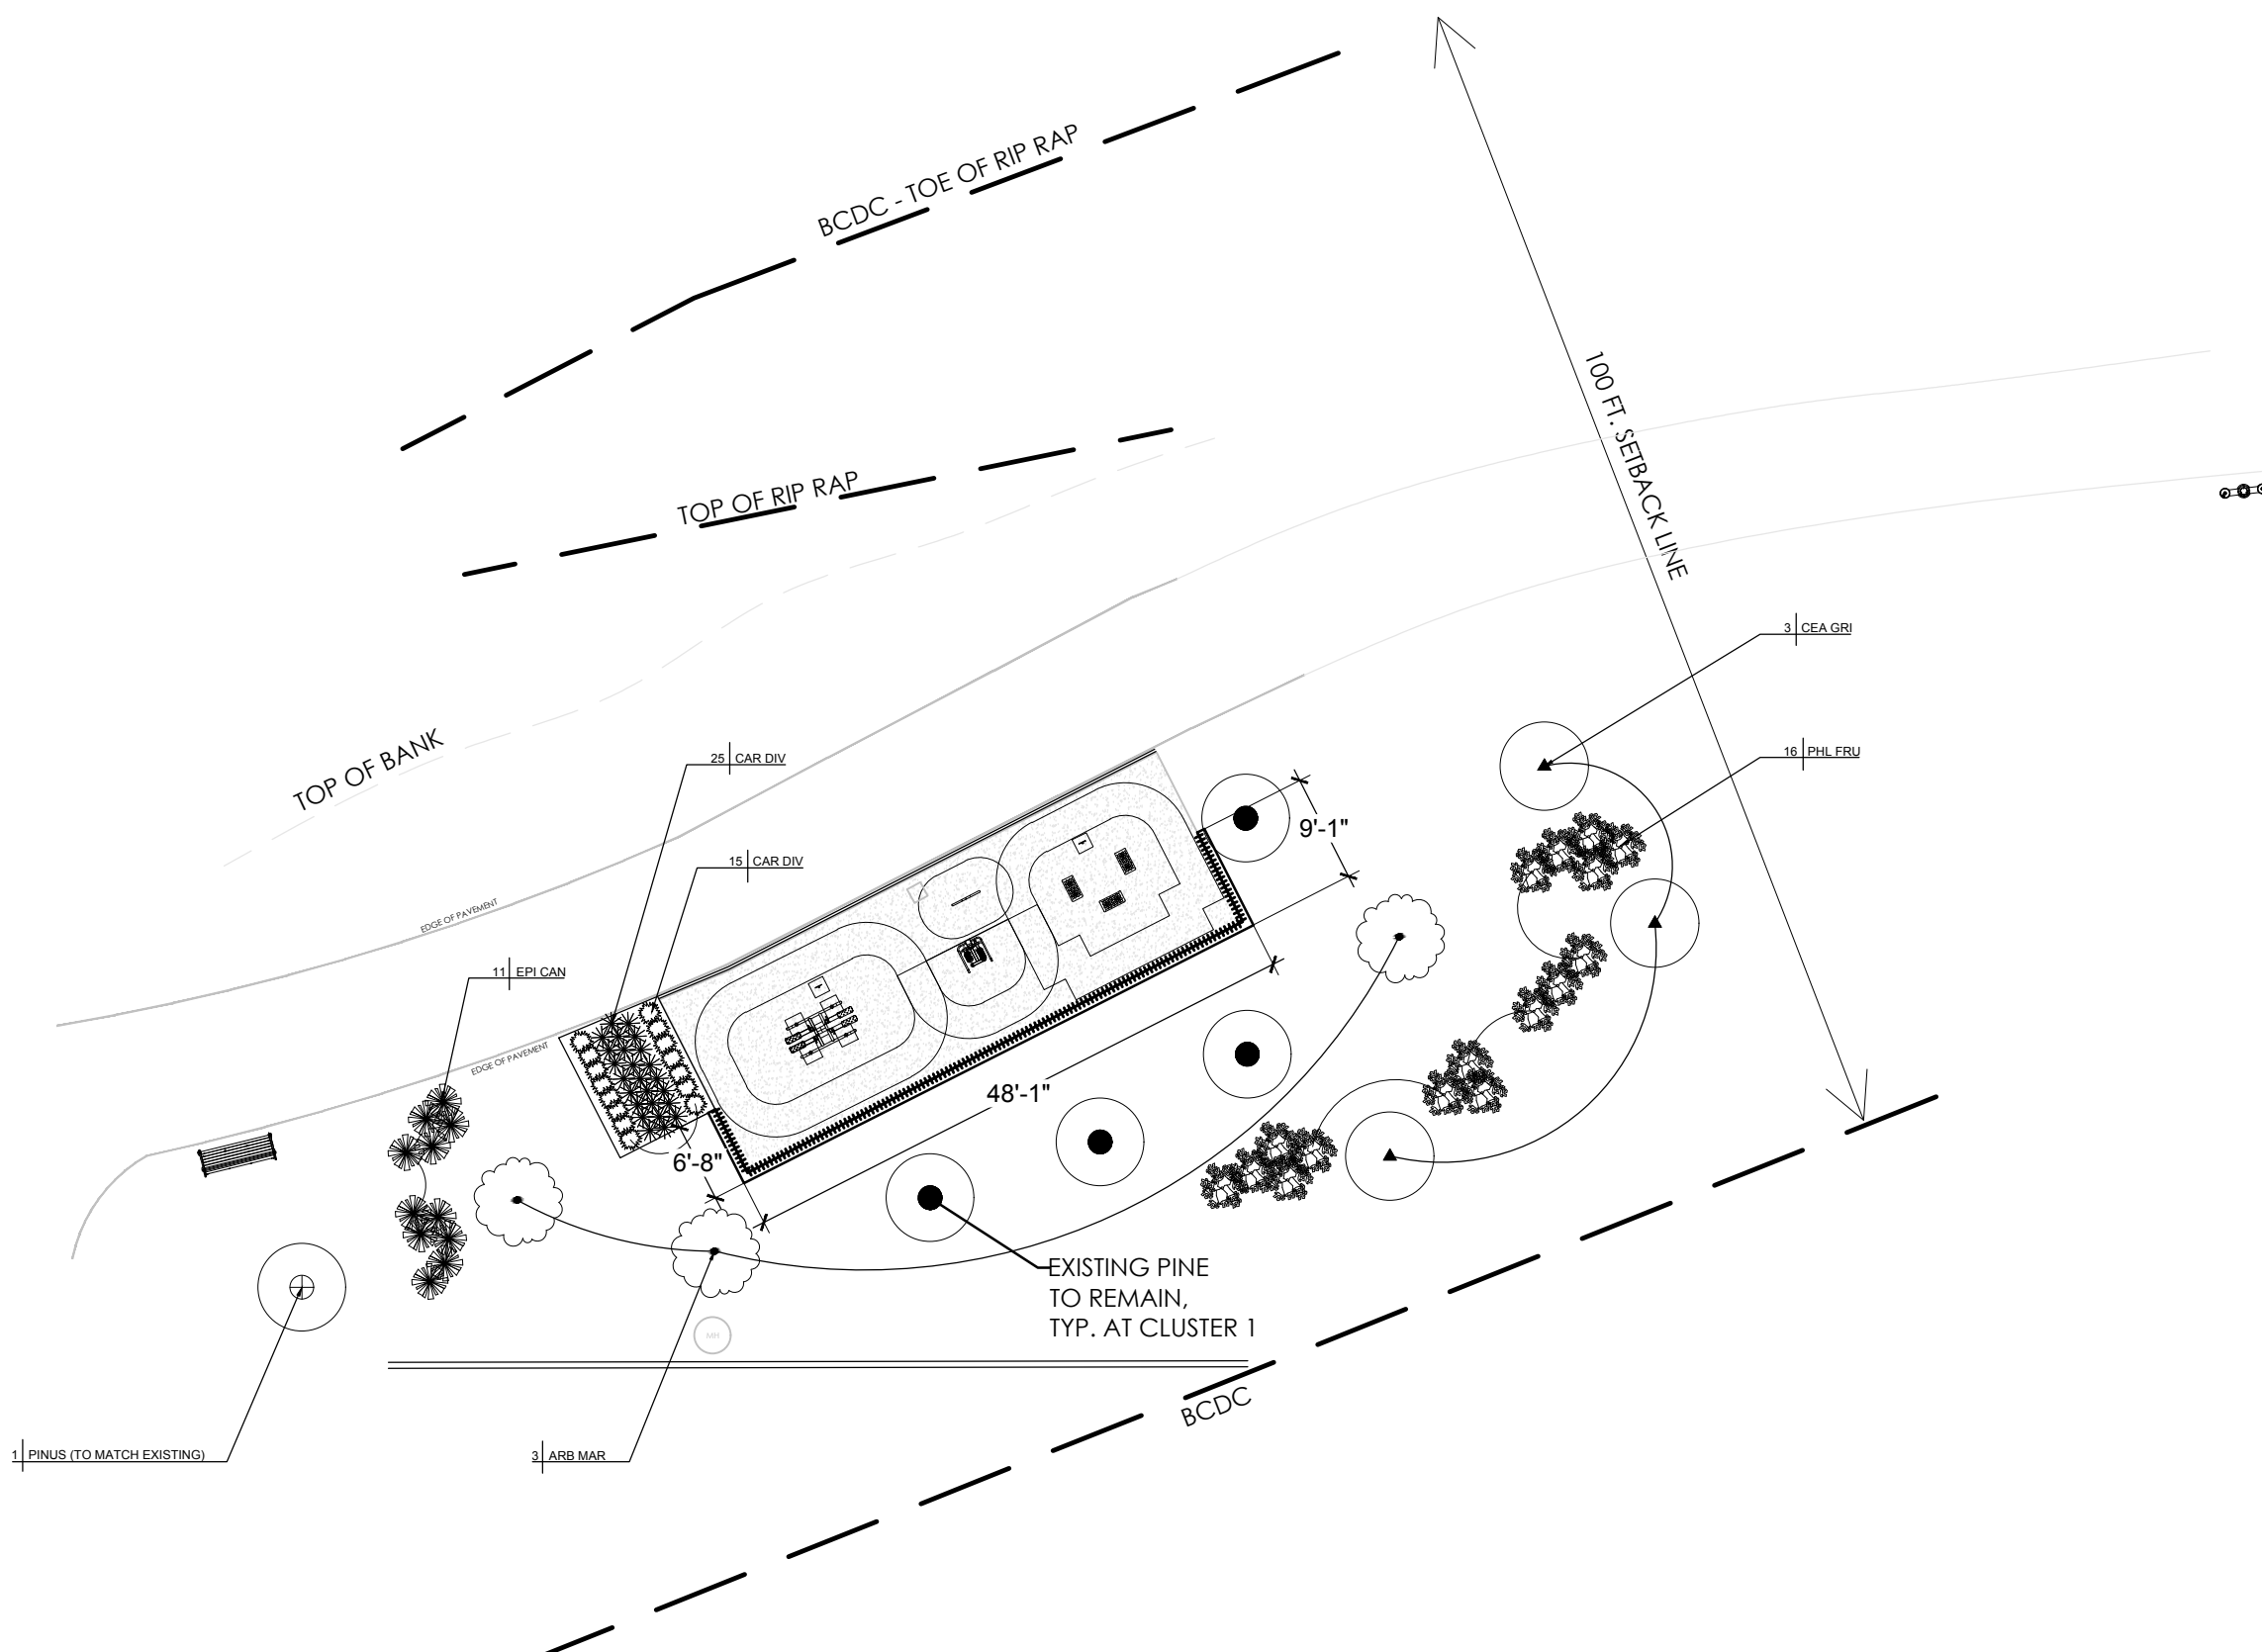 BCDC - TOE OF RIP RAP
100 FT. SETBACK LINE
TOP OF RIP RAP
3 CEA GRI
TOP OF BANK
25 CAR DIV
16 PHL FRU
9'-1"
15 CAR DIV
EDGE OF PAVEMENT
11 EPI CAN
EDGE OF PAVEMENT
48'-1"
6'-8"
EXISTING PINE
TO REMAIN,
TYP. AT CLUSTER 1
MH
BCDC
1 PINUS (TO MATCH EXISTING)
3 ARB MAR